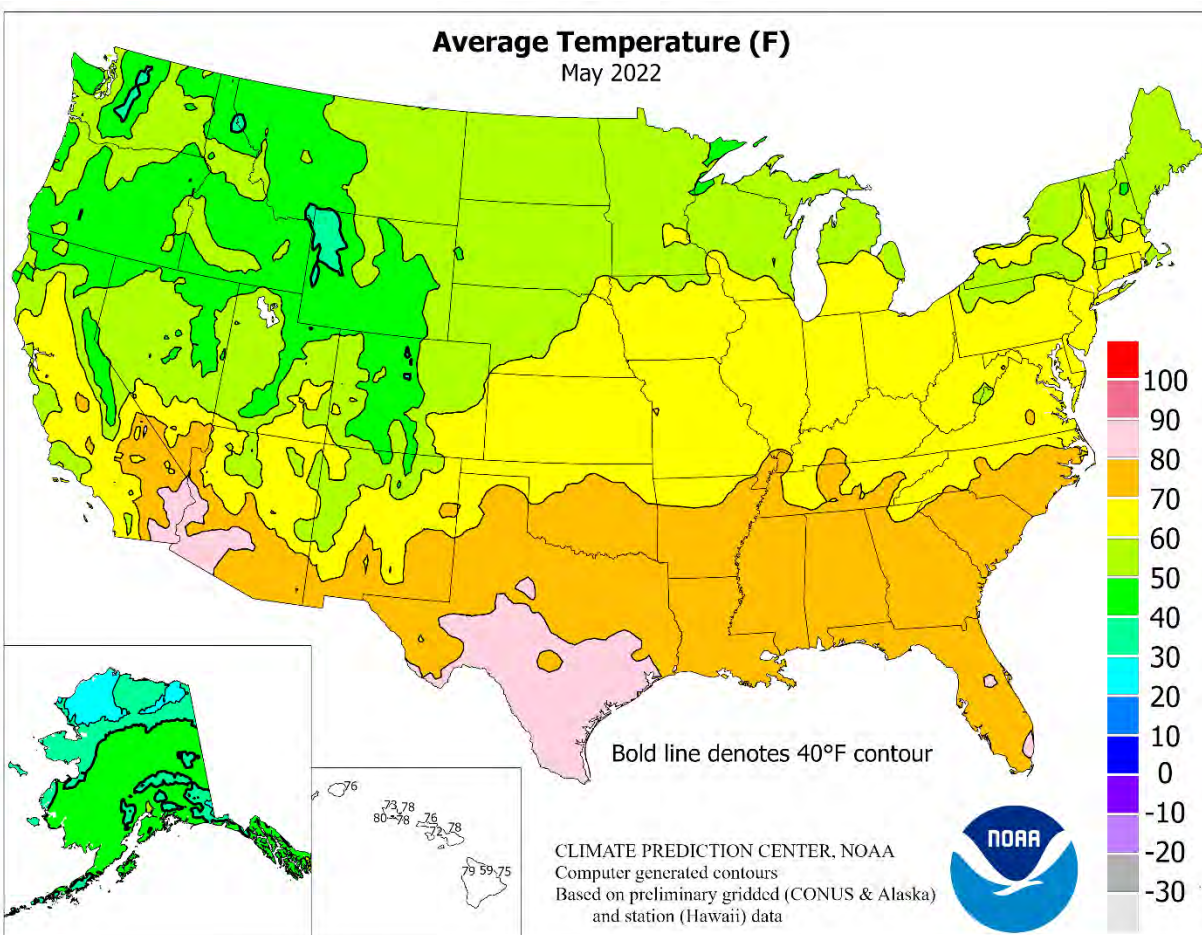 Average Temperature (F)
May 2022
100
90
80
70
60
50
40
30
20
10
0
-10
-20
-30
Bold line denotes 40°F contour
76
73 78
80 78
76
72 78
79 59 75
CLIMATE PREDICTION CENTER, NOAA
Computer generated contours
Based on preliminary gridded (CONUS & Alaska)
and station (Hawaii) data
NOAA